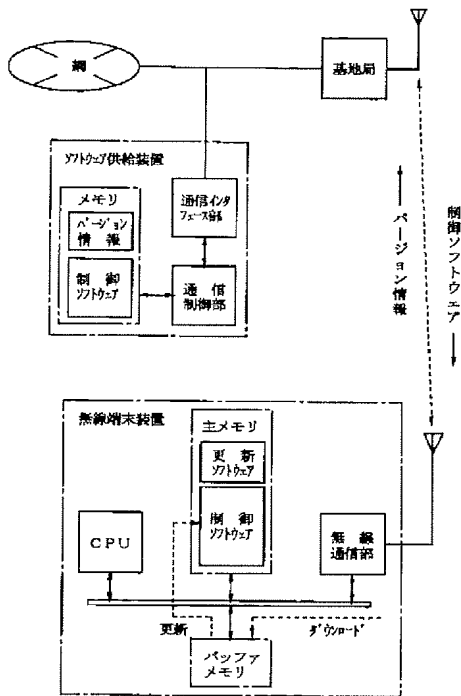 網
基地局
ソフトウェア供給装置
メモリ
バージョン
情報
制御
ソフトウェア
通信インタ
フェース部
通信
制御部
バージョン情報
制御ソフトウェア
無線端末装置
主メモリ
更新
ソフトウェア
制御
ソフトウェア
CPU
無線
通信部
更新
ダウンロード
バッファ
メモリ